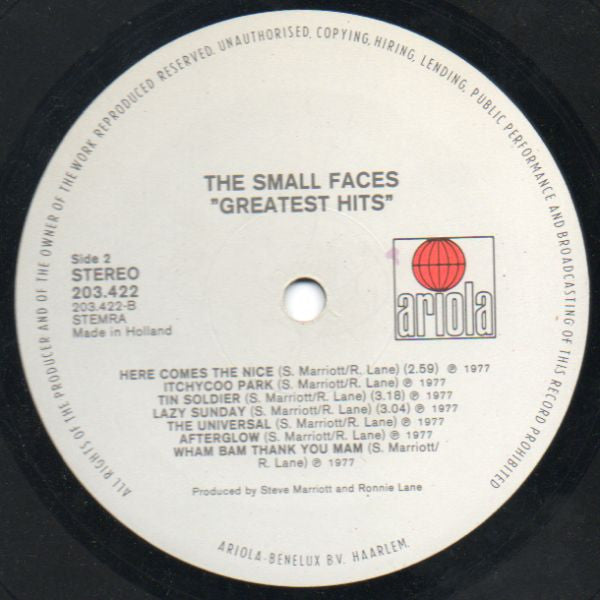 ALL RIGHTS OF THE PRODUCER AND OF THE OWNER OF THE WORK REPRODUCED RESERVED. UNAUTHORISED, COPYING, HIRING, LENDING, PUBLIC PERFORMANCE AND BROADCASTING OF THIS RECORD PROHIBITED
THE SMALL FACES
"GREATEST HITS"
Side 2
STEREO
203.422
203.422-B
STEMRA
Made in Holland
ariola
HERE COMES THE NICE (S. Marriott/R. Lane) (2.59) ℗ 1977
ITCHYCOO PARK (S. Marriott/R. Lane) ℗ 1977
TIN SOLDIER (S. Marriott/R. Lane) (3.18) ℗ 1977
LAZY SUNDAY (S. Marriott/R. Lane) (3.04) ℗ 1977
THE UNIVERSAL (S. Marriott/R. Lane) ℗ 1977
AFTERGLOW (S. Marriott/R. Lane) ℗ 1977
WHAM BAM THANK YOU MAM (S. Marriott/
R. Lane) ℗ 1977
Produced by Steve Marriott and Ronnie Lane
ARIOLA-BENELUX B.V. HAARLEM.